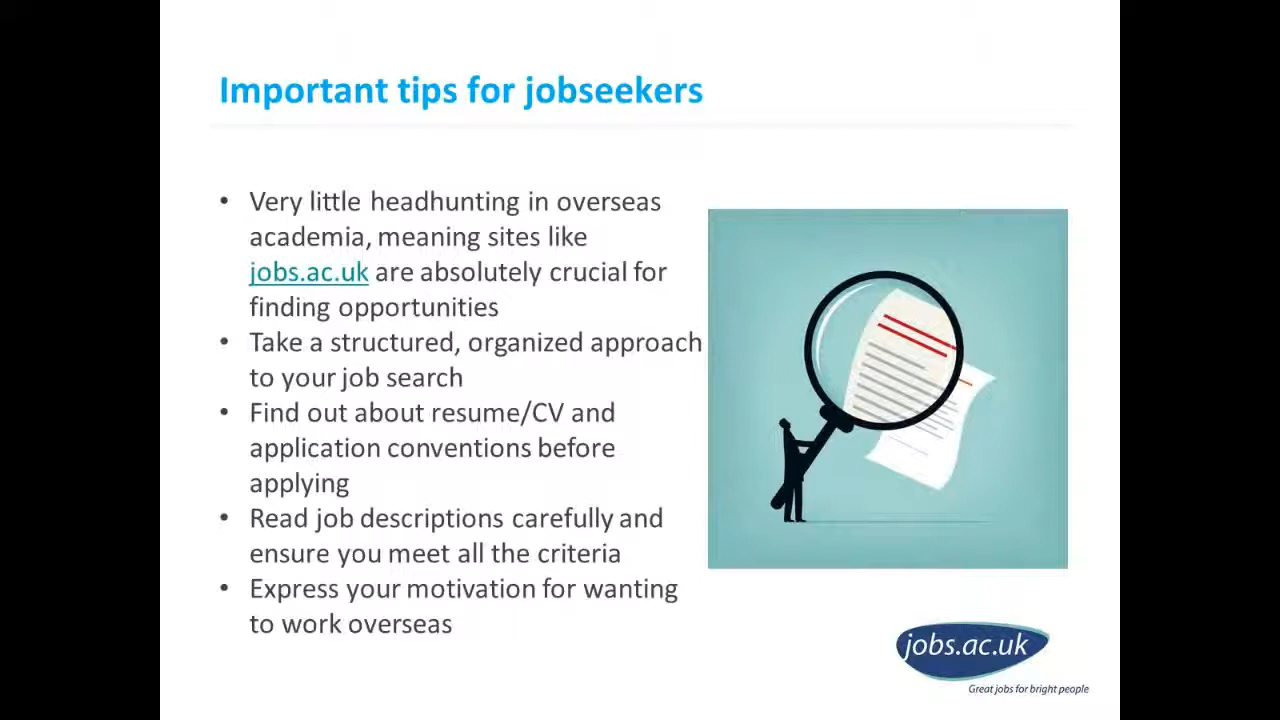 Important tips for jobseekers
• Very little headhunting in overseas
academia, meaning sites like
jobs.ac.uk are absolutely crucial for
finding opportunities
• Take a structured, organized approach
to your job search
• Find out about resume/CV and
application conventions before
applying
• Read job descriptions carefully and
ensure you meet all the criteria
• Express your motivation for wanting
to work overseas
jobs.ac.uk
Great jobs for bright people